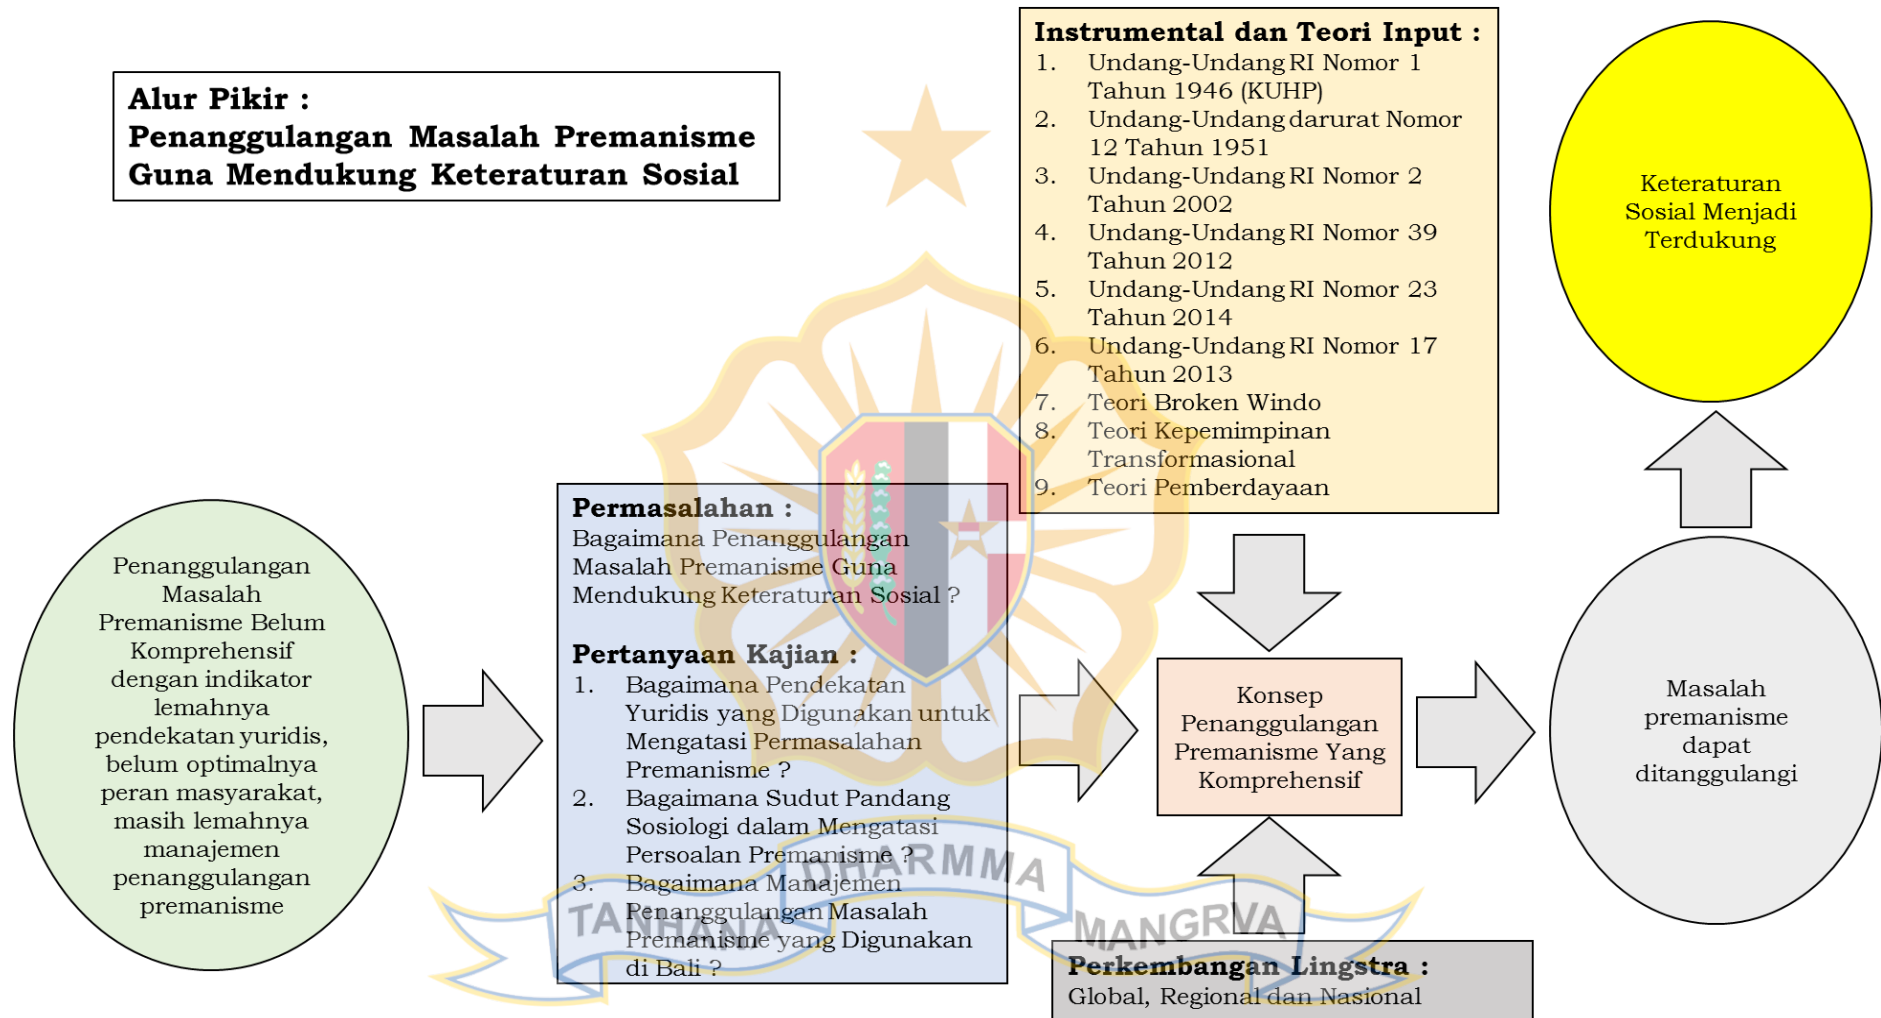 Alur Pikir :
Penanggulangan Masalah Premanisme
Guna Mendukung Keteraturan Sosial
Penanggulangan
Masalah
Premanisme Belum
Komprehensif
dengan indikator
lemahnya
pendekatan yuridis,
belum optimalnya
peran masyarakat,
masih lemahnya
manajemen
penanggulangan
premanisme
Permasalahan :
Bagaimana Penanggulangan
Masalah Premanisme Guna
Mendukung Keteraturan Sosial ?
Pertanyaan Kajian :
1. Bagaimana Pendekatan
Yuridis yang Digunakan untuk
Mengatasi Permasalahan
Premanisme ?
2. Bagaimana Sudut Pandang
Sosiologi dalam Mengatasi
Persoalan Premanisme ?
3. Bagaimana Manajemen
Penanggulangan Masalah
Premanisme yang Digunakan
di Bali ?
Instrumental dan Teori Input :
1. Undang-Undang RI Nomor 1
Tahun 1946 (KUHP)
2. Undang-Undang darurat Nomor
12 Tahun 1951
3. Undang-Undang RI Nomor 2
Tahun 2002
4. Undang-Undang RI Nomor 39
Tahun 2012
5. Undang-Undang RI Nomor 23
Tahun 2014
6. Undang-Undang RI Nomor 17
Tahun 2013
7. Teori Broken Windo
8. Teori Kepemimpinan
Transformasional
9. Teori Pemberdayaan
Konsep
Penanggulangan
Premanisme Yang
Komprehensif
Perkembangan Lingstra :
Global, Regional dan Nasional
Masalah
premanisme
dapat
ditanggulangi
Keteraturan
Sosial Menjadi
Terdukung
TANHANA DHARMMA MANGRVA